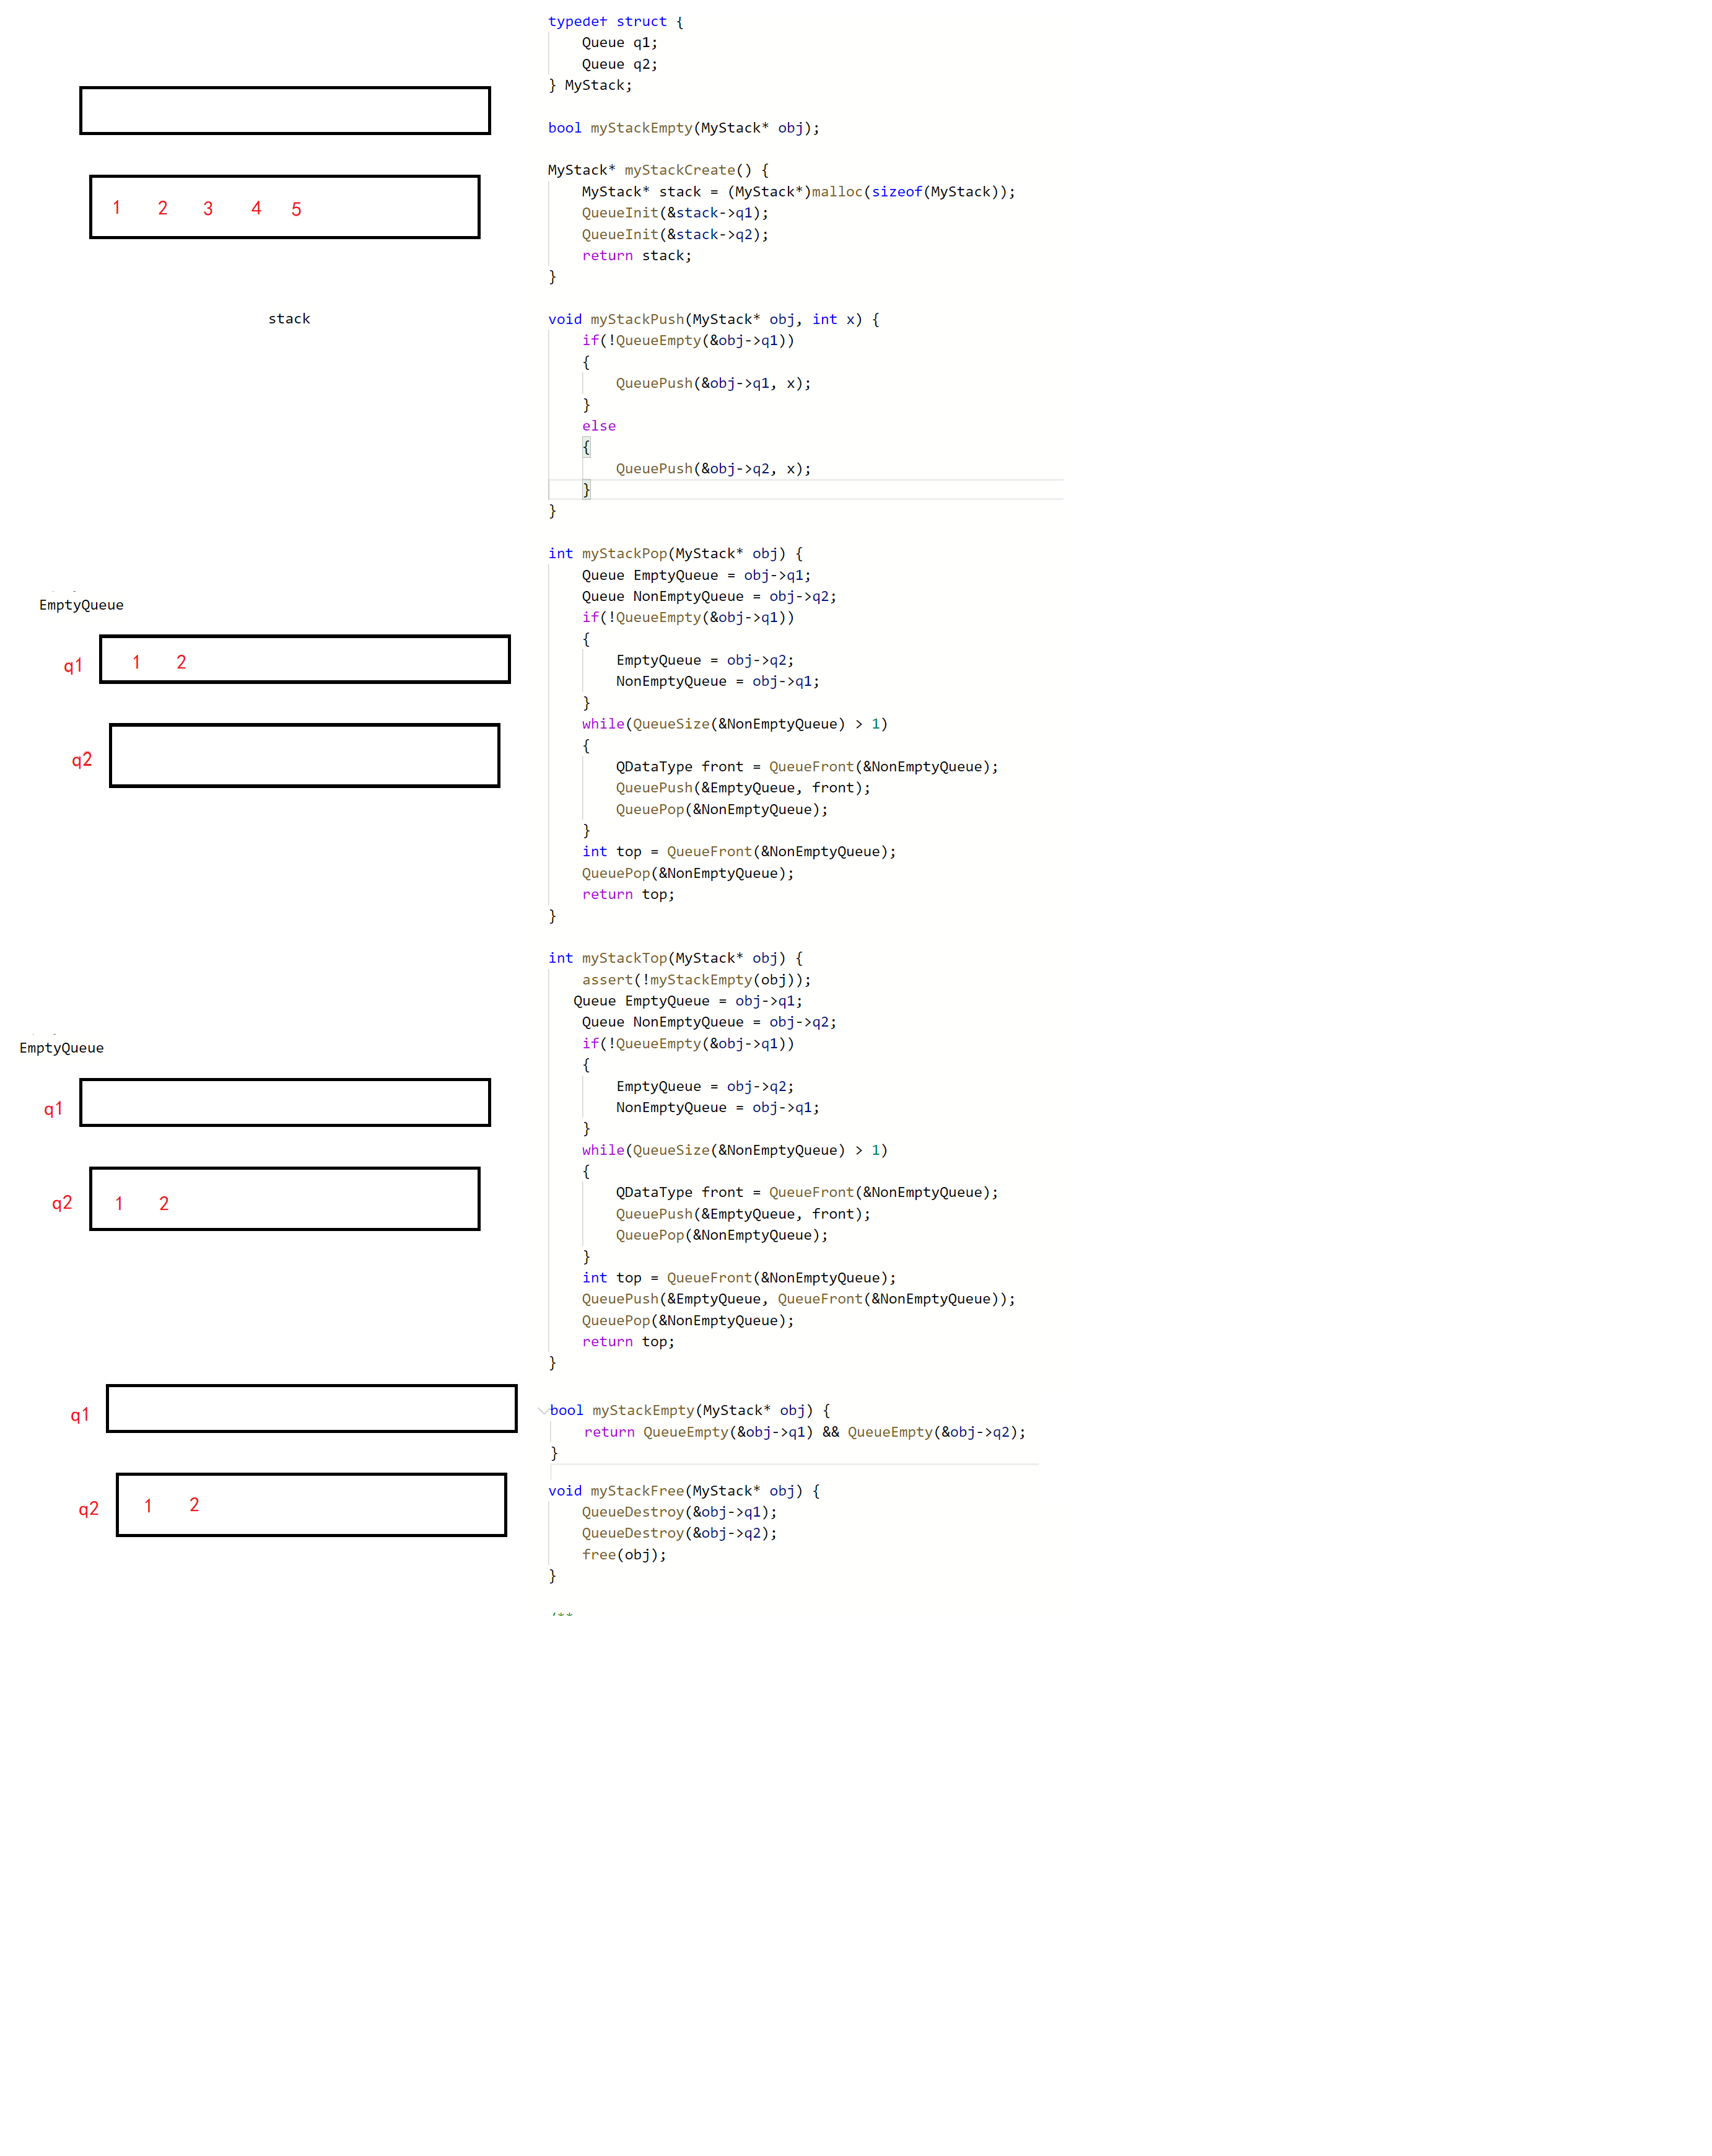 typedef struct {
Queue q1;
Queue q2;
} MyStack;
bool myStackEmpty(MyStack* obj);
MyStack* myStackCreate() {
MyStack* stack = (MyStack*)malloc(sizeof(MyStack));
QueueInit(&stack->q1);
QueueInit(&stack->q2);
return stack;
}
1 2 3 4 5
stack
void myStackPush(MyStack* obj, int x) {
if(!QueueEmpty(&obj->q1))
{
QueuePush(&obj->q1, x);
}
else
{
QueuePush(&obj->q2, x);
}
}
int myStackPop(MyStack* obj) {
Queue EmptyQueue = obj->q1;
Queue NonEmptyQueue = obj->q2;
if(!QueueEmpty(&obj->q1))
{
EmptyQueue = obj->q2;
NonEmptyQueue = obj->q1;
}
while(QueueSize(&NonEmptyQueue) > 1)
{
QDataType front = QueueFront(&NonEmptyQueue);
QueuePush(&EmptyQueue, front);
QueuePop(&NonEmptyQueue);
}
int top = QueueFront(&NonEmptyQueue);
QueuePop(&NonEmptyQueue);
return top;
}
EmptyQueue
q1 1 2
q2
int myStackTop(MyStack* obj) {
assert(!myStackEmpty(obj));
Queue EmptyQueue = obj->q1;
Queue NonEmptyQueue = obj->q2;
if(!QueueEmpty(&obj->q1))
{
EmptyQueue = obj->q2;
NonEmptyQueue = obj->q1;
}
while(QueueSize(&NonEmptyQueue) > 1)
{
QDataType front = QueueFront(&NonEmptyQueue);
QueuePush(&EmptyQueue, front);
QueuePop(&NonEmptyQueue);
}
int top = QueueFront(&NonEmptyQueue);
QueuePush(&EmptyQueue, QueueFront(&NonEmptyQueue));
QueuePop(&NonEmptyQueue);
return top;
}
EmptyQueue
q1
q2 1 2
bool myStackEmpty(MyStack* obj) {
return QueueEmpty(&obj->q1) && QueueEmpty(&obj->q2);
}
q1
q2 1 2
void myStackFree(MyStack* obj) {
QueueDestroy(&obj->q1);
QueueDestroy(&obj->q2);
free(obj);
}
/**